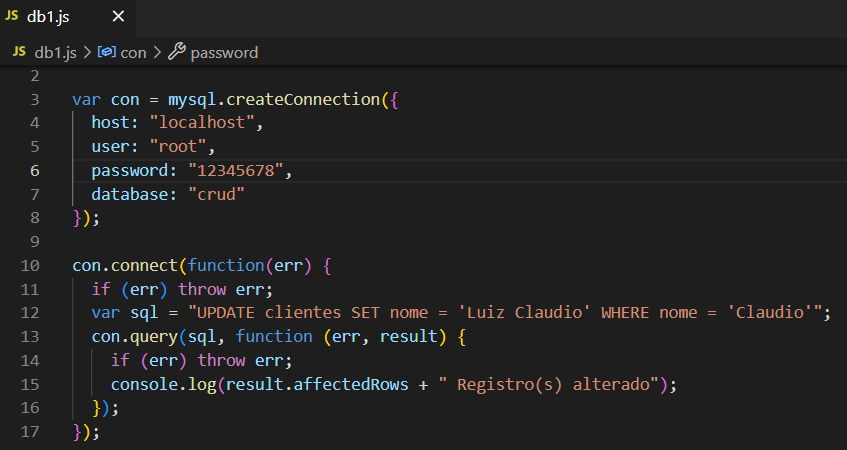 JS db1.js ×
JS db1.js > con > password
2
3 var con = mysql.createConnection({
4 host: "localhost",
5 user: "root",
6 password: "12345678",
7 database: "crud"
8 });
9
10 con.connect(function(err) {
11 if (err) throw err;
12 var sql = "UPDATE clientes SET nome = 'Luiz Claudio' WHERE nome = 'Claudio'";
13 con.query(sql, function (err, result) {
14 if (err) throw err;
15 console.log(result.affectedRows + " Registro(s) alterado");
16 });
17 });